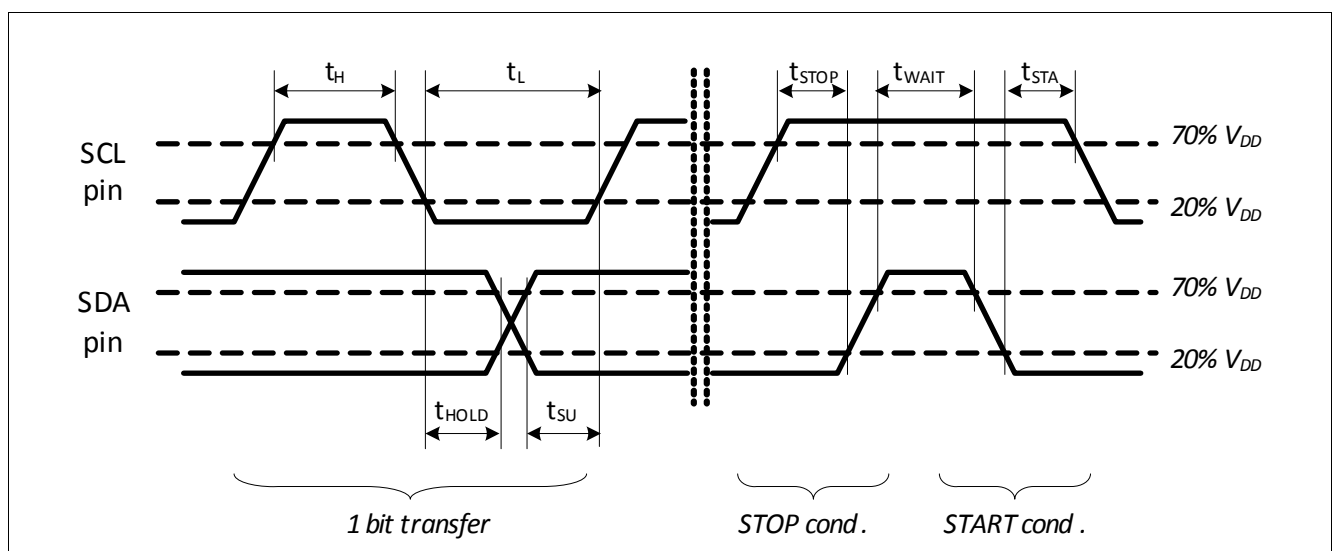 tH tL tSTOP tWAIT tSTA
SCL pin
70% VDD
20% VDD
SDA pin
70% VDD
20% VDD
tHOLD tSU
1 bit transfer STOP cond . START cond .